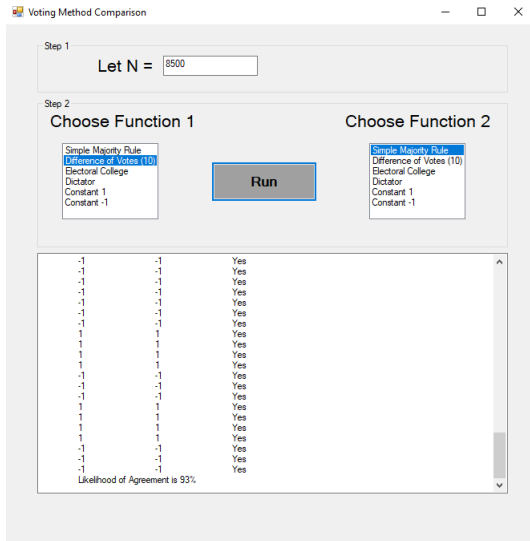 Voting Method Comparison
Step 1
Let N = 8500
Step 2
Choose Function 1
Choose Function 2
Simple Majority Rule
Difference of Votes (10)
Electoral College
Dictator
Constant 1
Constant -1
Run
Simple Majority Rule
Difference of Votes (10)
Electoral College
Dictator
Constant 1
Constant -1
-1 -1 Yes
-1 -1 Yes
-1 -1 Yes
-1 -1 Yes
-1 -1 Yes
-1 -1 Yes
-1 -1 Yes
1 1 Yes
1 1 Yes
1 1 Yes
1 1 Yes
-1 -1 Yes
-1 -1 Yes
-1 -1 Yes
1 1 Yes
1 1 Yes
1 1 Yes
1 1 Yes
-1 -1 Yes
-1 -1 Yes
-1 -1 Yes
Likelihood of Agreement is 93%